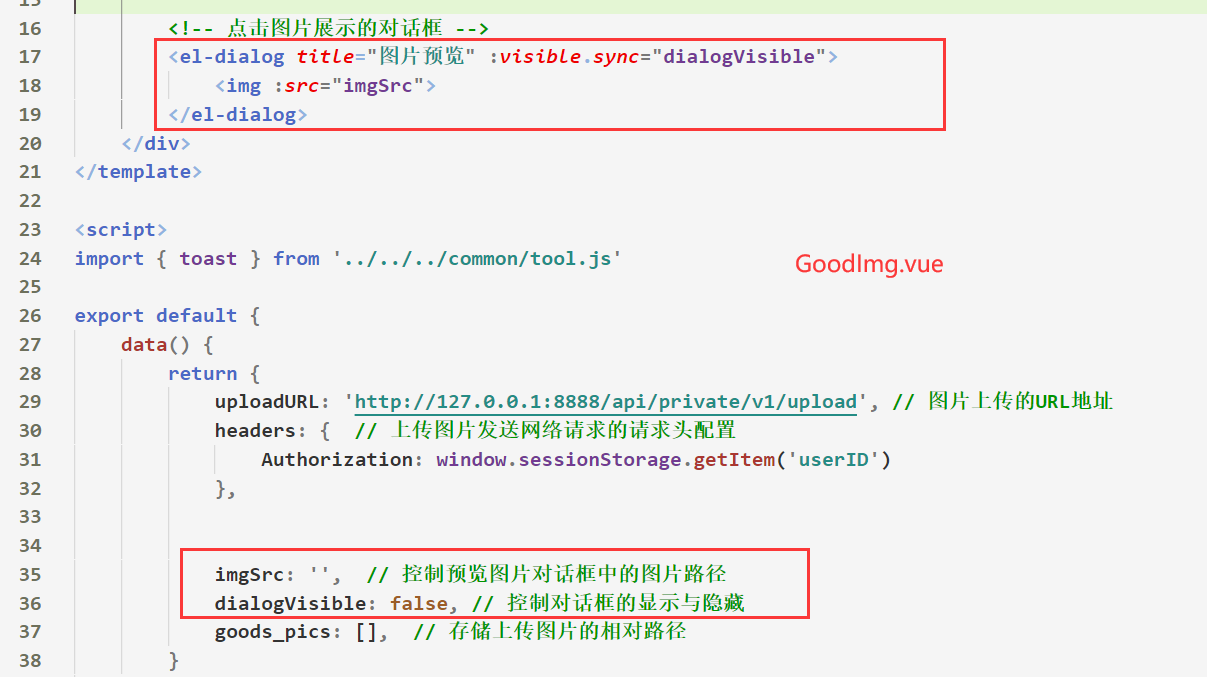 15
16 <!-- 点击图片展示的对话框 -->
17 <el-dialog title="图片预览" :visible.sync="dialogVisible">
18 <img :src="imgSrc">
19 </el-dialog>
20 </div>
21 </template>
22
23 <script>
24 import { toast } from '../../../common/tool.js'
GoodImg.vue
25
26 export default {
27 data() {
28 return {
29 uploadURL: 'http://127.0.0.1:8888/api/private/v1/upload', // 图片上传的URL地址
30 headers: { // 上传图片发送网络请求的请求头配置
31 Authorization: window.sessionStorage.getItem('userID')
32 },
33
34
35 imgSrc: '', // 控制预览图片对话框中的图片路径
36 dialogVisible: false, // 控制对话框的显示与隐藏
37 goods_pics: [], // 存储上传图片的相对路径
38 }